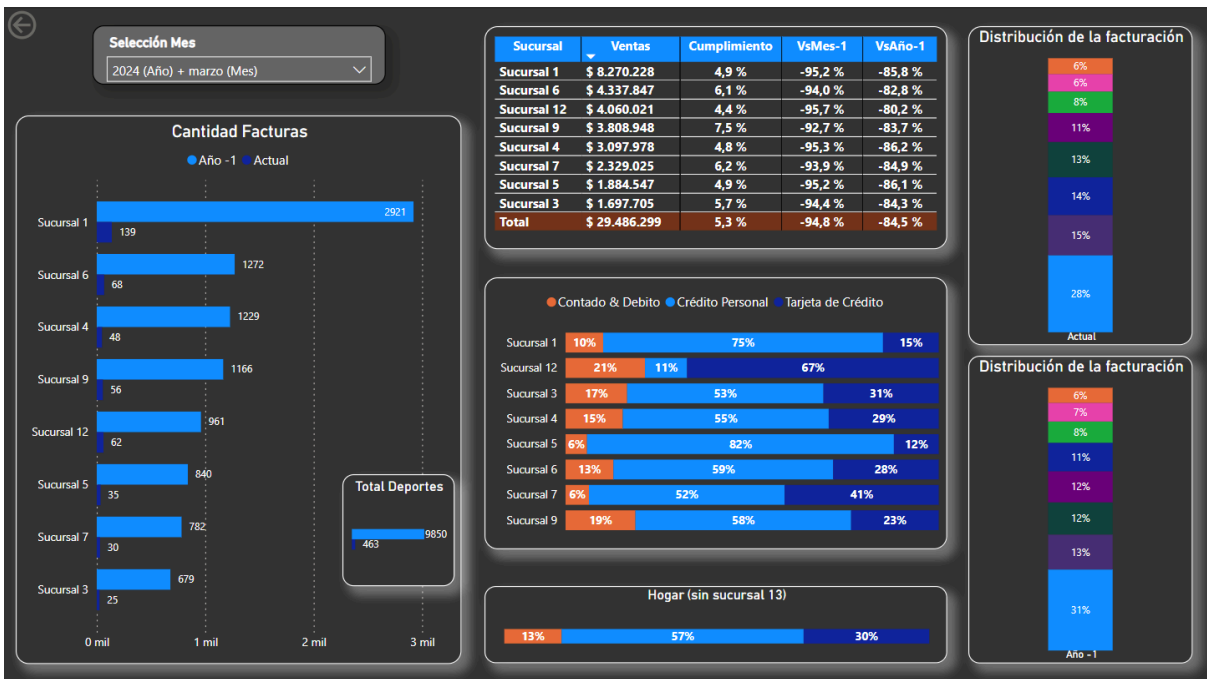 Selección Mes
2024 (Año) + marzo (Mes)
Cantidad Facturas
Año -1 Actual
Sucursal 1 2921
139
Sucursal 6 1272
68
Sucursal 4 1229
48
Sucursal 9 1166
56
Sucursal 12 961
62
Sucursal 5 840
35
Sucursal 7 782
30
Sucursal 3 679
25
0 mil 1 mil 2 mil 3 mil
Total Deportes
9850
463
Sucursal Ventas Cumplimiento VsMes-1 VsAño-1
Sucursal 1 $ 8.270.228 4,9 % -95,2 % -85,8 %
Sucursal 6 $ 4.337.847 6,1 % -94,0 % -82,8 %
Sucursal 12 $ 4.060.021 4,4 % -95,7 % -80,2 %
Sucursal 9 $ 3.808.948 7,5 % -92,7 % -83,7 %
Sucursal 4 $ 3.097.978 4,8 % -95,3 % -86,2 %
Sucursal 7 $ 2.329.025 6,2 % -93,9 % -84,9 %
Sucursal 5 $ 1.884.547 4,9 % -95,2 % -86,1 %
Sucursal 3 $ 1.697.705 5,7 % -94,4 % -84,3 %
Total $ 29.486.299 5,3 % -94,8 % -84,5 %
Contado & Debito Crédito Personal Tarjeta de Crédito
Sucursal 1 10% 75% 15%
Sucursal 12 21% 11% 67%
Sucursal 3 17% 53% 31%
Sucursal 4 15% 55% 29%
Sucursal 5 6% 82% 12%
Sucursal 6 13% 59% 28%
Sucursal 7 6% 52% 41%
Sucursal 9 19% 58% 23%
Hogar (sin sucursal 13)
13% 57% 30%
Distribución de la facturación
6%
6%
8%
11%
13%
14%
15%
28%
Actual
Distribución de la facturación
6%
7%
8%
11%
12%
12%
13%
31%
Año -1